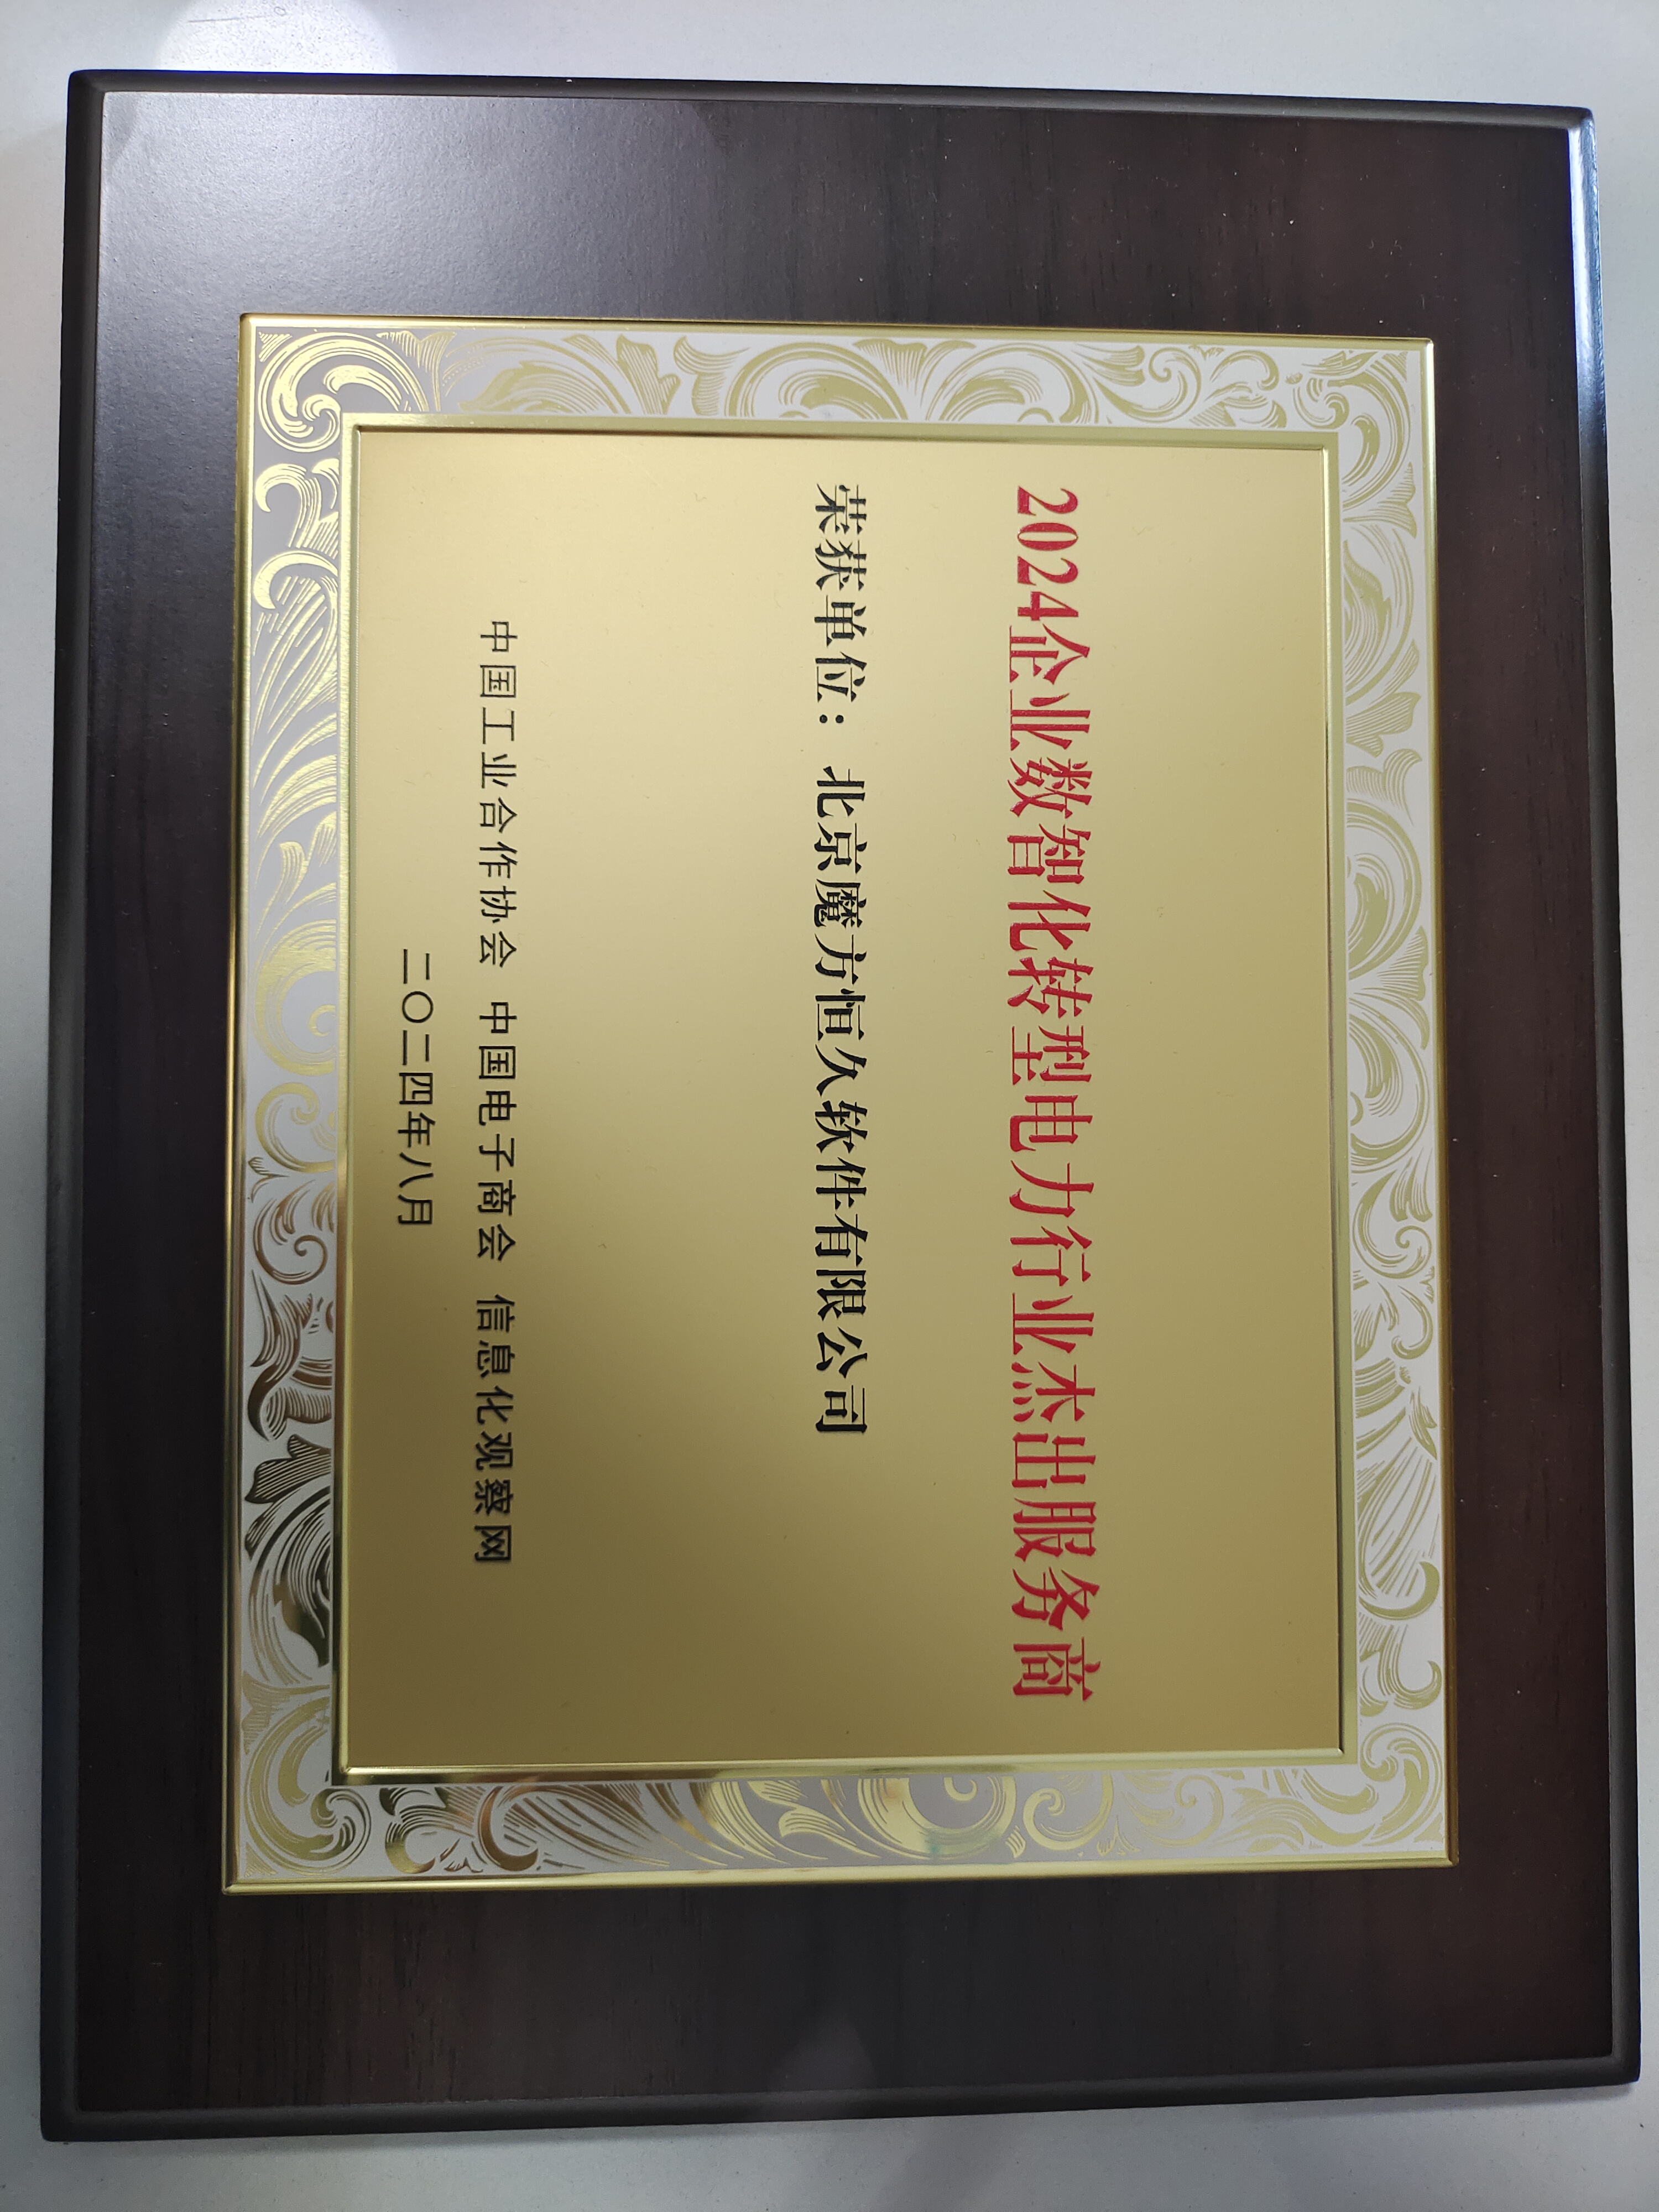 2024企业数智化转型电力行业杰出服务商
荣获单位：北京魔方恒久软件有限公司
中国工业合作协会 中国电子商会 信息化观察网
二〇二四年八月